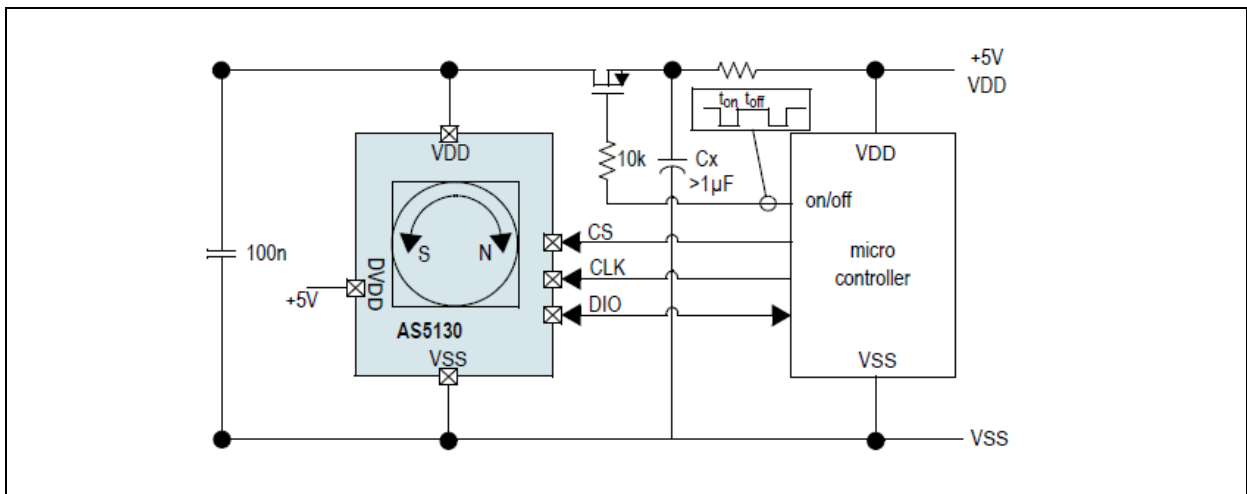 +5V
VDD
ton toff
VDD
10k
Cx
>1µF
VDD
on/off
CS
S
N
micro
controller
100n
CLK
DVDD
+5V
DIO
AS5130
VSS
VSS
VSS